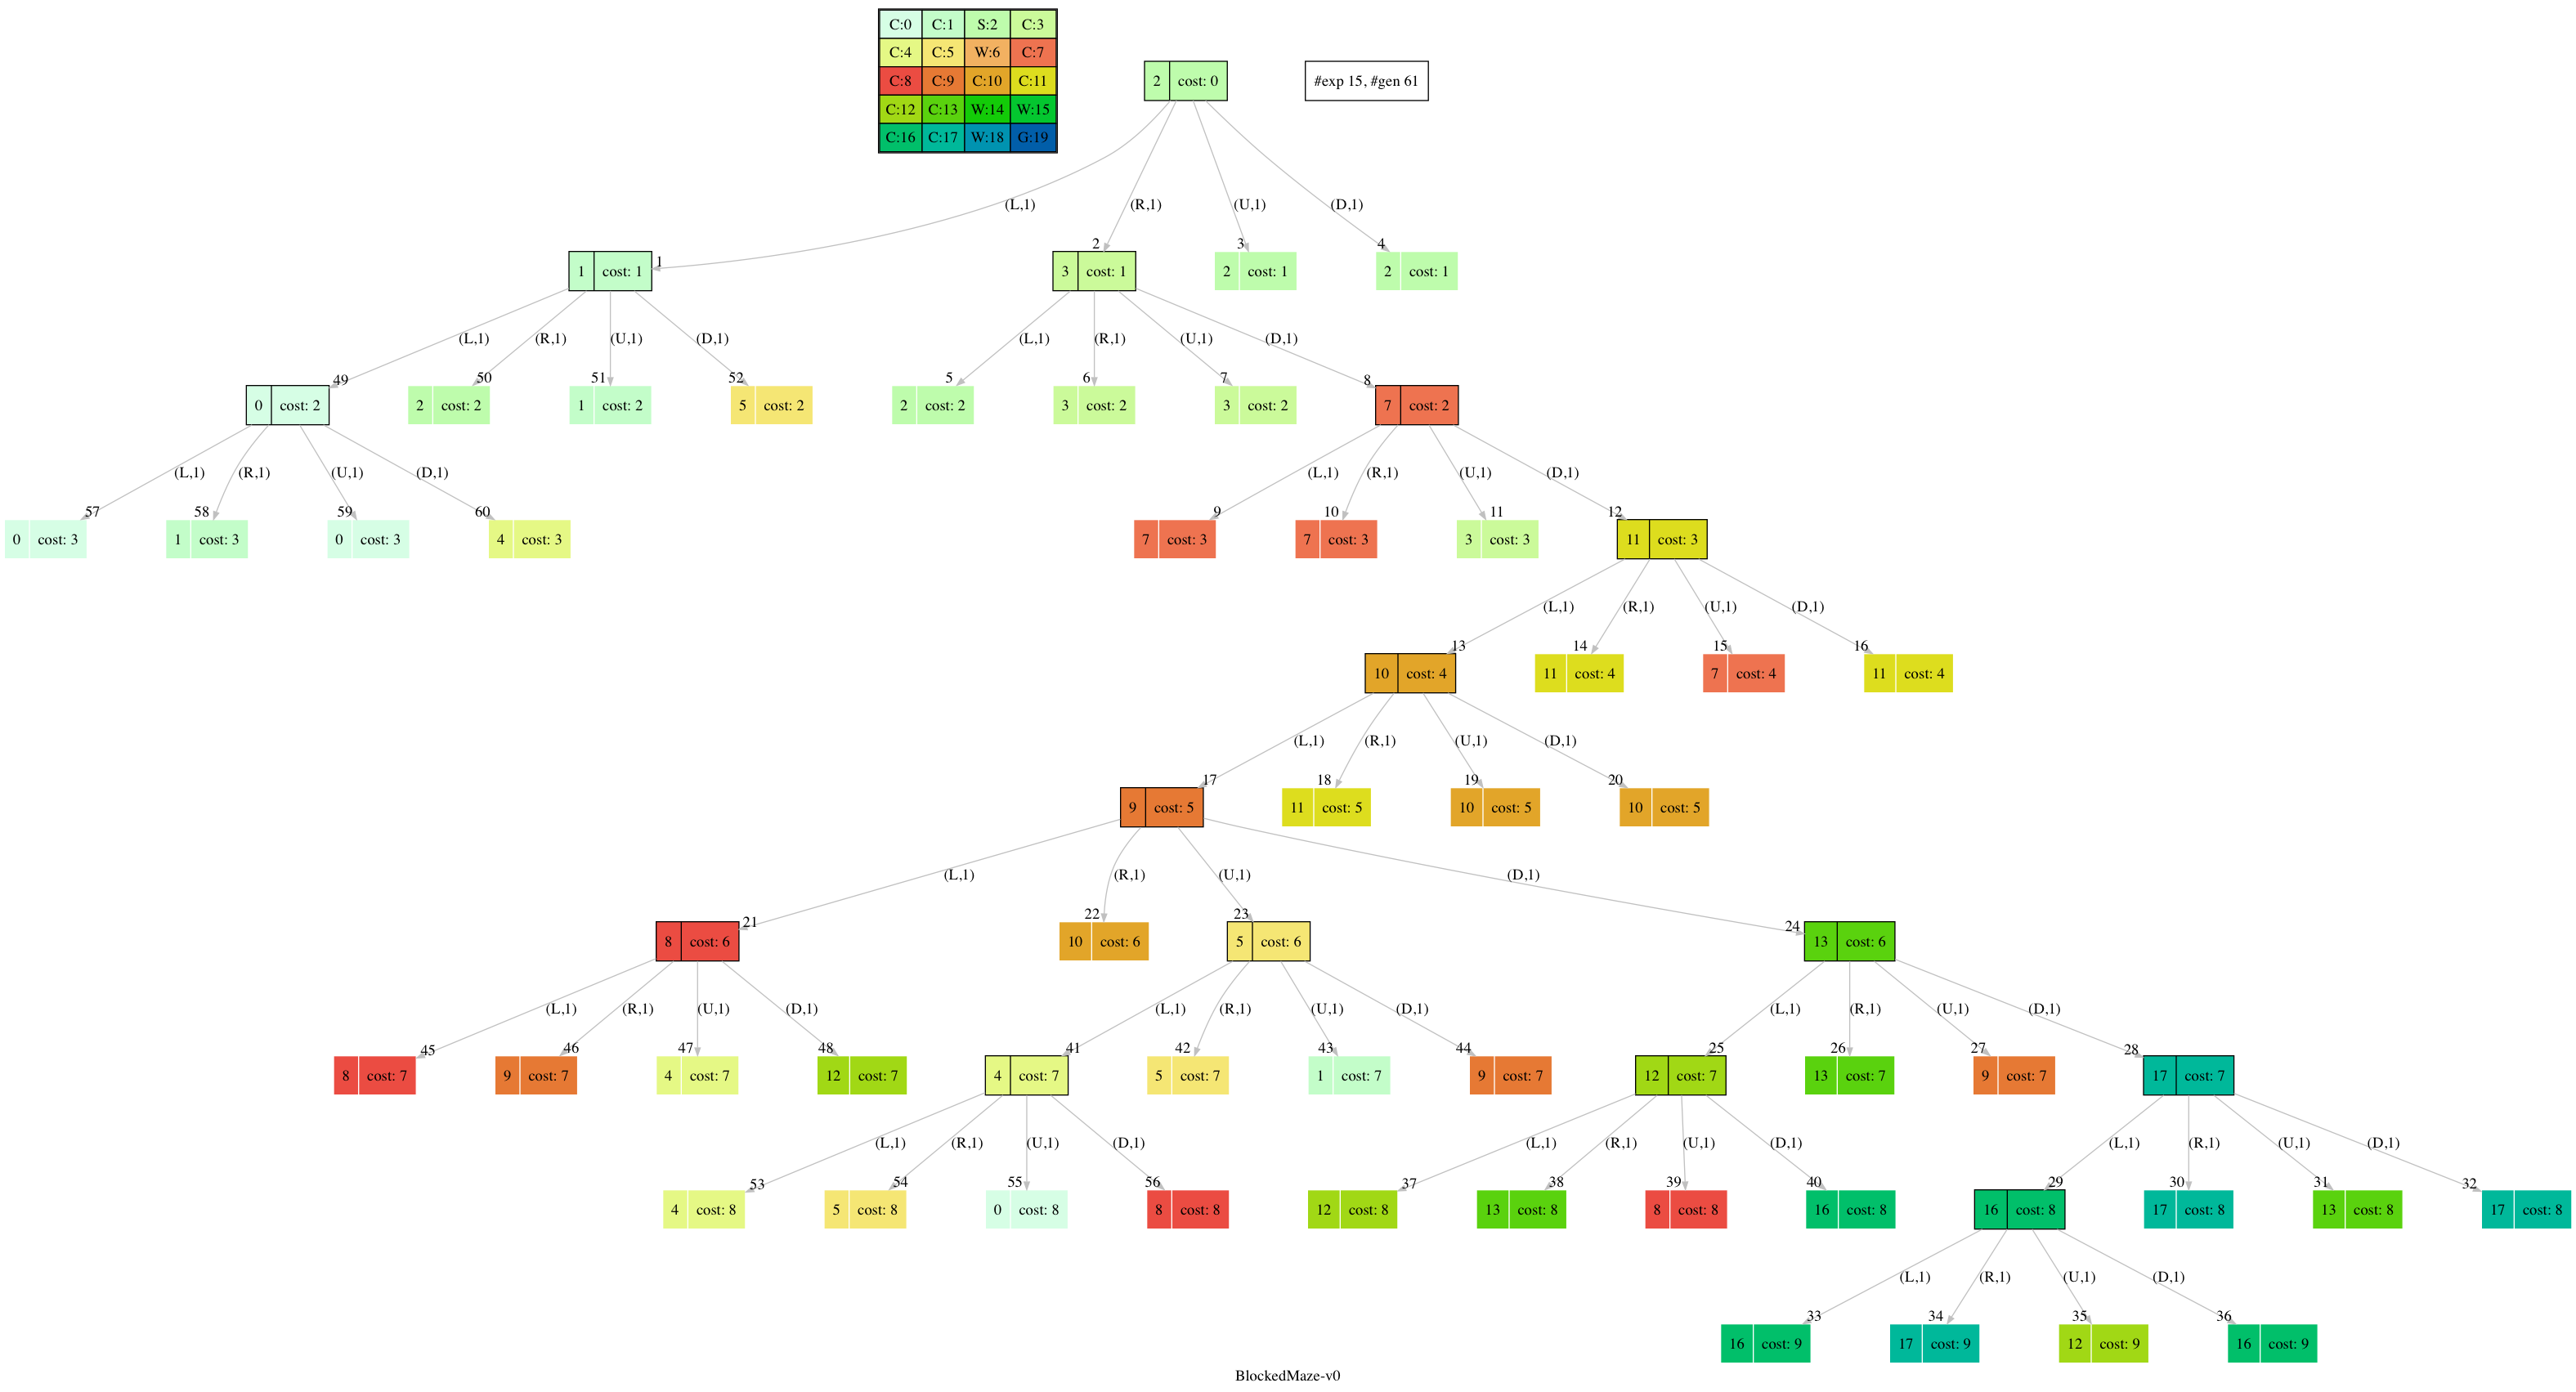 C:0 C:1 S:2 C:3
C:4 C:5 W:6 C:7
C:8 C:9 C:10 C:11
C:12 C:13 W:14 W:15
C:16 C:17 W:18 G:19
2 cost: 0
#exp 15, #gen 61
(L,1) (R,1) (U,1) (D,1)
1 2 3 4
1 cost: 1 3 cost: 1 2 cost: 1 2 cost: 1
(L,1) (R,1) (U,1) (D,1) (L,1) (R,1) (U,1) (D,1)
49 50 51 52 5 6 7 8
0 cost: 2 2 cost: 2 1 cost: 2 5 cost: 2 2 cost: 2 3 cost: 2 3 cost: 2 7 cost: 2
(L,1) (R,1) (U,1) (D,1) (L,1) (R,1) (U,1) (D,1)
57 58 59 60 9 10 11 12
0 cost: 3 1 cost: 3 0 cost: 3 4 cost: 3 7 cost: 3 7 cost: 3 3 cost: 3 11 cost: 3
(L,1) (R,1) (U,1) (D,1)
13 14 15 16
10 cost: 4 11 cost: 4 7 cost: 4 11 cost: 4
(L,1) (R,1) (U,1) (D,1)
17 18 19 20
9 cost: 5 11 cost: 5 10 cost: 5 10 cost: 5
(L,1) (R,1) (U,1) (D,1)
21 22 23 24
8 cost: 6 10 cost: 6 5 cost: 6 13 cost: 6
(L,1) (R,1) (U,1) (D,1) (L,1) (R,1) (U,1) (D,1) (L,1) (R,1) (U,1) (D,1)
45 46 47 48 41 42 43 44 25 26 27 28
8 cost: 7 9 cost: 7 4 cost: 7 12 cost: 7 4 cost: 7 5 cost: 7 1 cost: 7 9 cost: 7 12 cost: 7 13 cost: 7 9 cost: 7 17 cost: 7
(L,1) (R,1) (U,1) (D,1) (L,1) (R,1) (U,1) (D,1) (L,1) (R,1) (U,1) (D,1)
53 54 55 56 37 38 39 40 29 30 31 32
4 cost: 8 5 cost: 8 0 cost: 8 8 cost: 8 12 cost: 8 13 cost: 8 8 cost: 8 16 cost: 8 16 cost: 8 17 cost: 8 13 cost: 8 17 cost: 8
(L,1) (R,1) (U,1) (D,1)
33 34 35 36
16 cost: 9 17 cost: 9 12 cost: 9 16 cost: 9
BlockedMaze-v0